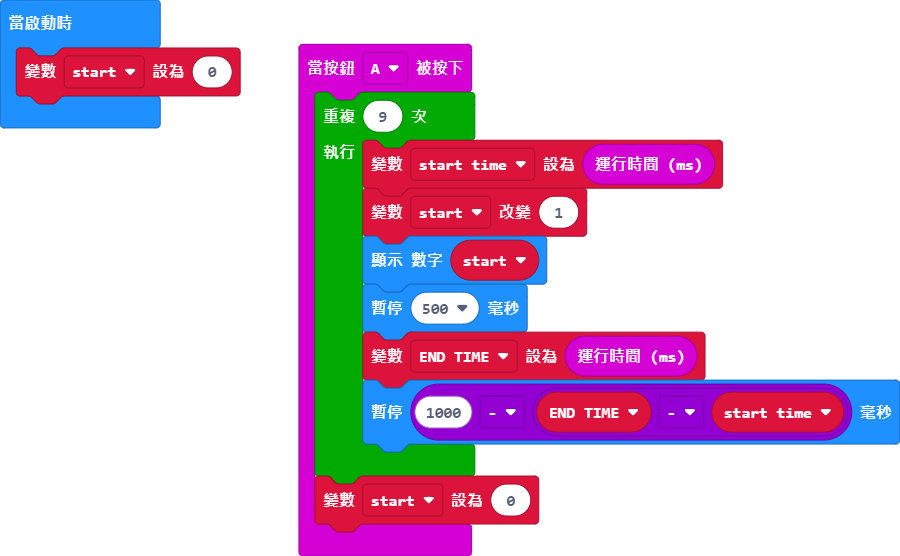 當啟動時
變數 start 設為 0
當按鈕 A 被按下
重複 9 次
執行
變數 start time 設為 運行時間 (ms)
變數 start 改變 1
顯示 數字 start
暫停 500 毫秒
變數 END TIME 設為 運行時間 (ms)
暫停 1000 - END TIME - start time 毫秒
變數 start 設為 0